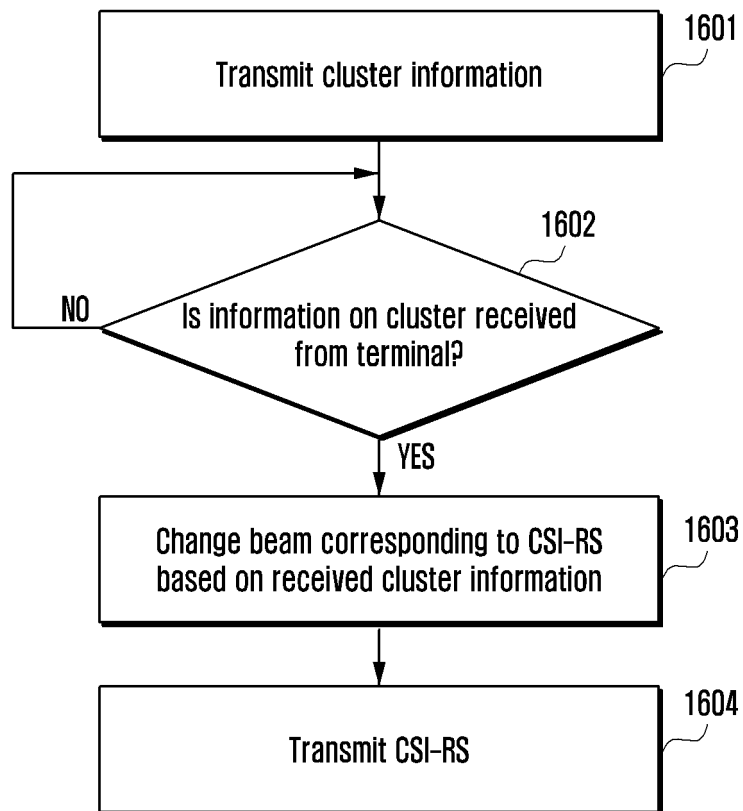 1601
Transmit cluster information
1602
NO
Is information on cluster received
from terminal?
YES
1603
Change beam corresponding to CSI-RS
based on received cluster information
1604
Transmit CSI-RS